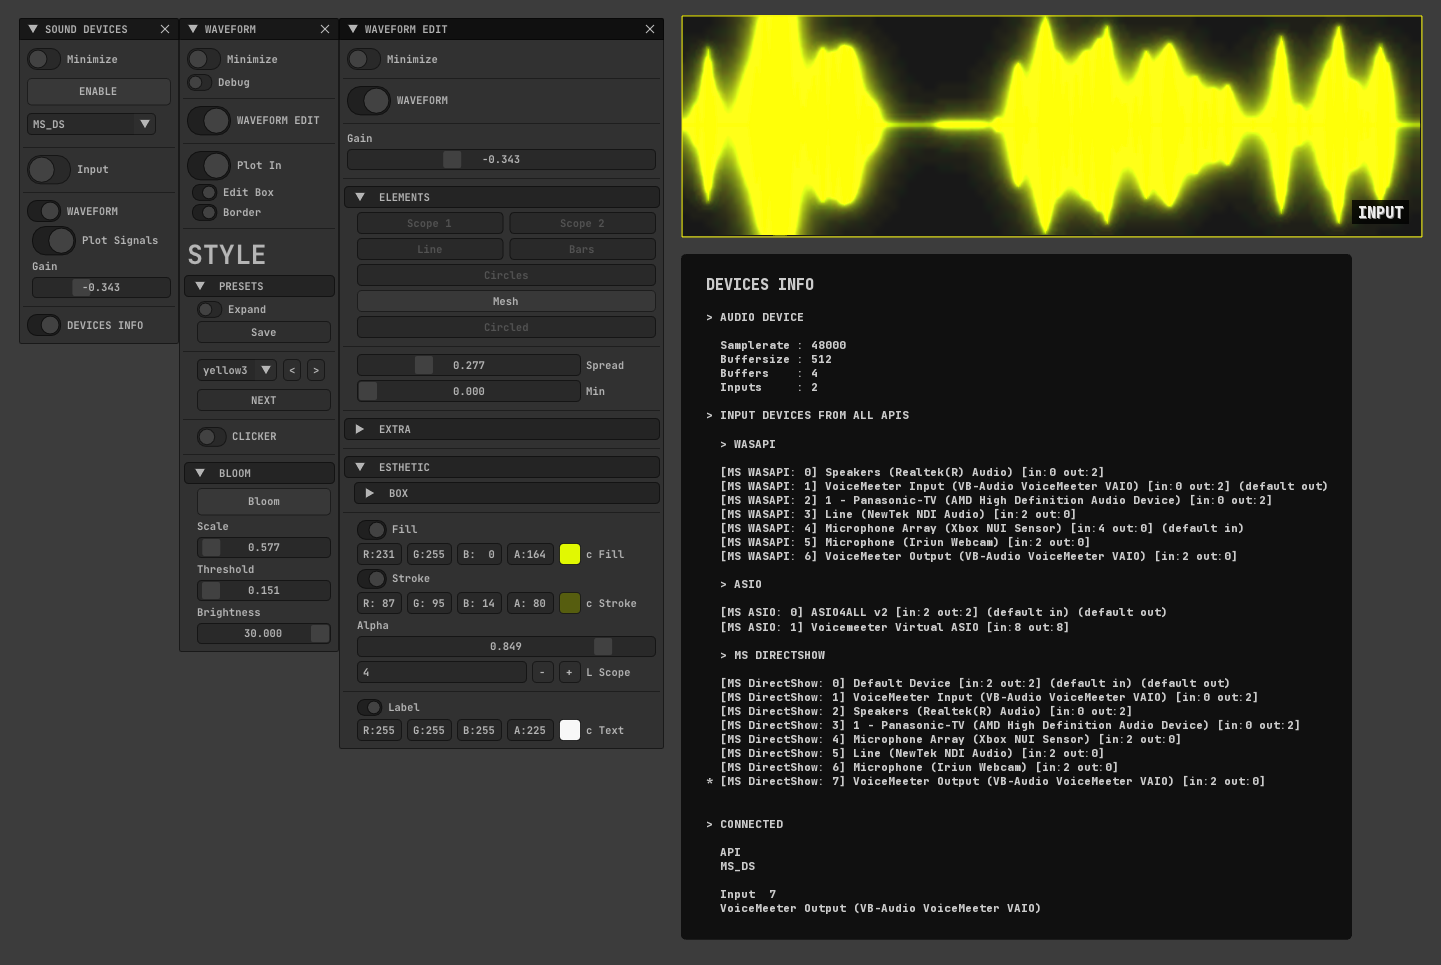 SOUND DEVICES
Minimize
ENABLE
MS_DS
Input
WAVEFORM
Plot Signals
Gain
-0.343
DEVICES INFO
WAVEFORM
Minimize
Debug
WAVEFORM EDIT
Plot In
Edit Box
Border
STYLE
PRESETS
Expand
Save
yellow3 < >
NEXT
CLICKER
BLOOM
Bloom
Scale
0.577
Threshold
0.151
Brightness
30.000
WAVEFORM EDIT
Minimize
WAVEFORM
Gain
-0.343
ELEMENTS
Scope 1 Scope 2
Line Bars
Circles
Mesh
Circled
0.277 Spread
0.000 Min
EXTRA
ESTHETIC
BOX
Fill
R:231 G:255 B: 0 A:164 c Fill
Stroke
R: 87 G: 95 B: 14 A: 80 c Stroke
Alpha
0.849
4 - + L Scope
Label
R:255 G:255 B:255 A:225 c Text
INPUT
DEVICES INFO
> AUDIO DEVICE
Samplerate : 48000
Buffersize : 512
Buffers : 4
Inputs : 2
> INPUT DEVICES FROM ALL APIS
> WASAPI
[MS WASAPI: 0] Speakers (Realtek(R) Audio) [in:0 out:2]
[MS WASAPI: 1] VoiceMeeter Input (VB-Audio VoiceMeeter VAIO) [in:0 out:2] (default out)
[MS WASAPI: 2] 1 - Panasonic-TV (AMD High Definition Audio Device) [in:0 out:2]
[MS WASAPI: 3] Line (NewTek NDI Audio) [in:2 out:0]
[MS WASAPI: 4] Microphone Array (Xbox NUI Sensor) [in:4 out:0] (default in)
[MS WASAPI: 5] Microphone (Iriun Webcam) [in:2 out:0]
[MS WASAPI: 6] VoiceMeeter Output (VB-Audio VoiceMeeter VAIO) [in:2 out:0]
> ASIO
[MS ASIO: 0] ASIO4ALL v2 [in:2 out:2] (default in) (default out)
[MS ASIO: 1] Voicemeeter Virtual ASIO [in:8 out:8]
> MS DIRECTSHOW
[MS DirectShow: 0] Default Device [in:2 out:2] (default in) (default out)
[MS DirectShow: 1] VoiceMeeter Input (VB-Audio VoiceMeeter VAIO) [in:0 out:2]
[MS DirectShow: 2] Speakers (Realtek(R) Audio) [in:0 out:2]
[MS DirectShow: 3] 1 - Panasonic-TV (AMD High Definition Audio Device) [in:0 out:2]
[MS DirectShow: 4] Microphone Array (Xbox NUI Sensor) [in:2 out:0]
[MS DirectShow: 5] Line (NewTek NDI Audio) [in:2 out:0]
[MS DirectShow: 6] Microphone (Iriun Webcam) [in:2 out:0]
* [MS DirectShow: 7] VoiceMeeter Output (VB-Audio VoiceMeeter VAIO) [in:2 out:0]
> CONNECTED
API
MS_DS
Input 7
VoiceMeeter Output (VB-Audio VoiceMeeter VAIO)